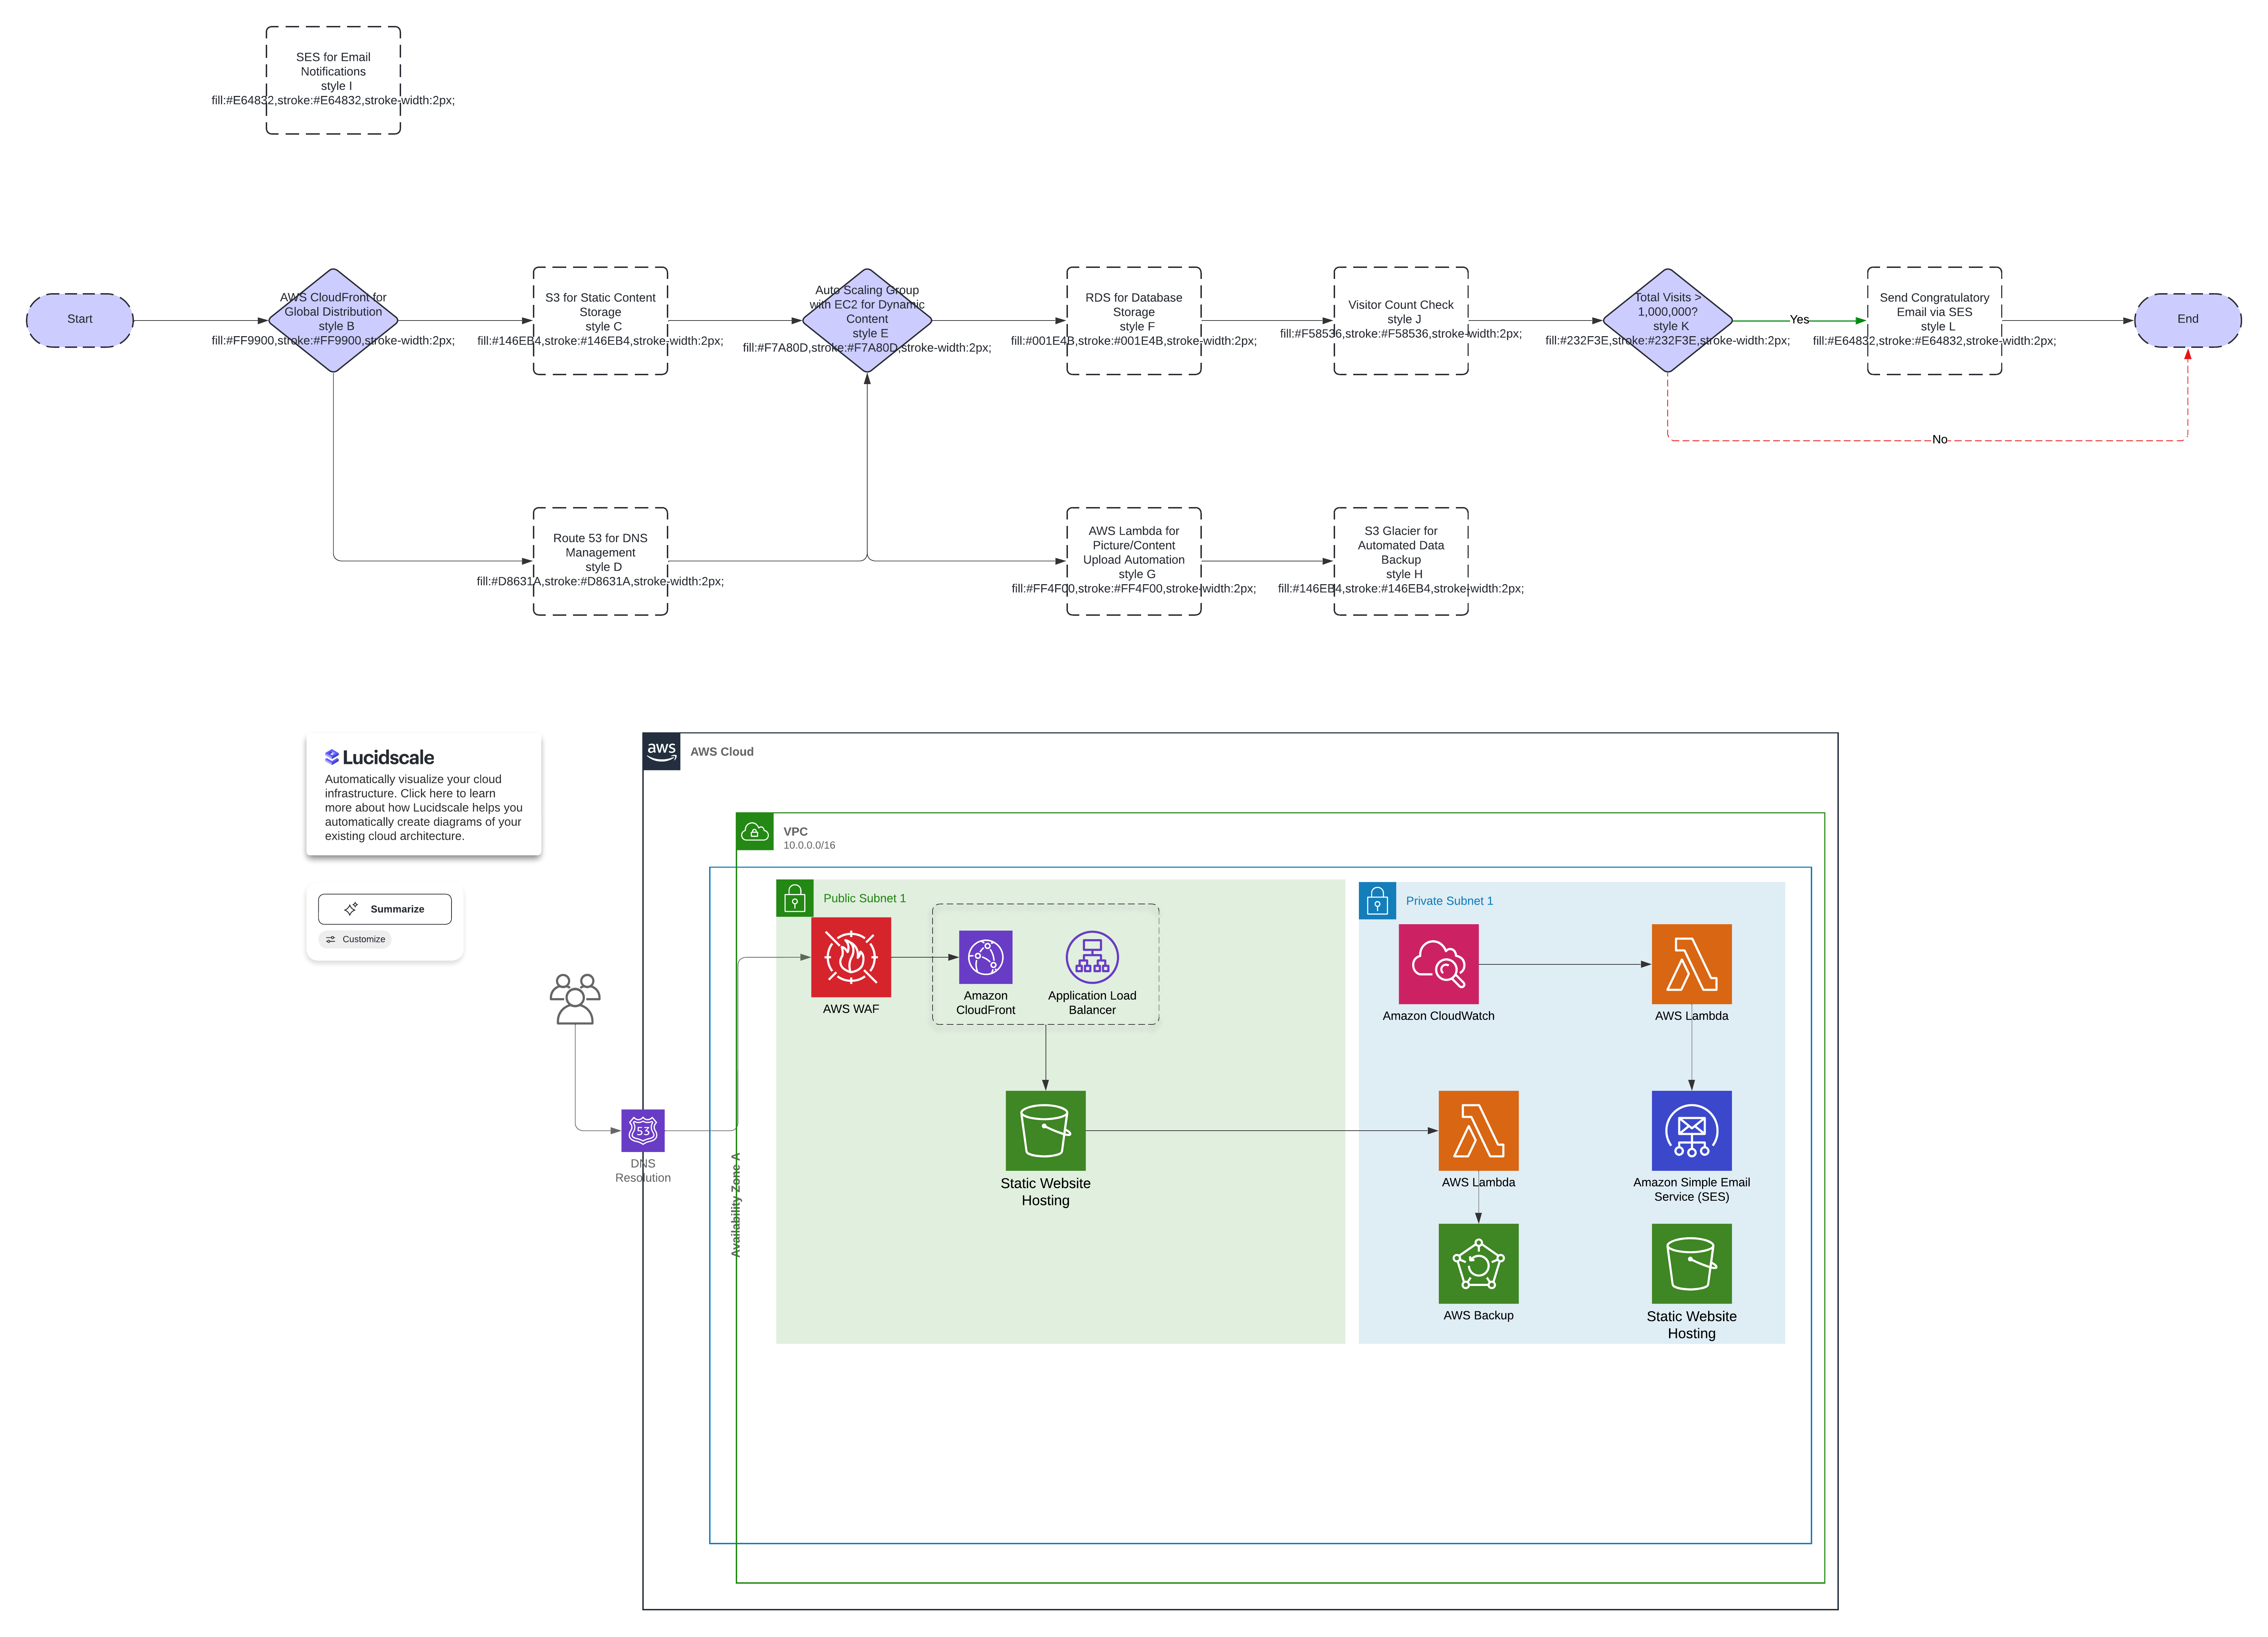 SES for Email
Notifications
style I
fill:#E64832,stroke:#E64832,stroke-width:2px;
Start
AWS CloudFront for
Global Distribution
style B
fill:#FF9900,stroke:#FF9900,stroke-width:2px;
S3 for Static Content
Storage
style C
fill:#146EB4,stroke:#146EB4,stroke-width:2px;
Auto Scaling Group
with EC2 for Dynamic
Content
style E
fill:#F7A80D,stroke:#F7A80D,stroke-width:2px;
RDS for Database
Storage
style F
fill:#001E4B,stroke:#001E4B,stroke-width:2px;
Visitor Count Check
style J
fill:#F58536,stroke:#F58536,stroke-width:2px;
Total Visits >
1,000,000?
style K
fill:#232F3E,stroke:#232F3E,stroke-width:2px;
Yes
Send Congratulatory
Email via SES
style L
fill:#E64832,stroke:#E64832,stroke-width:2px;
End
No
Route 53 for DNS
Management
style D
fill:#D8631A,stroke:#D8631A,stroke-width:2px;
AWS Lambda for
Picture/Content
Upload Automation
style G
fill:#FF4F00,stroke:#FF4F00,stroke-width:2px;
S3 Glacier for
Automated Data
Backup
style H
fill:#146EB4,stroke:#146EB4,stroke-width:2px;
Lucidscale
Automatically visualize your cloud
infrastructure. Click here to learn
more about how Lucidscale helps you
automatically create diagrams of your
existing cloud architecture.
Summarize
Customize
aws
AWS Cloud
VPC
10.0.0.0/16
Public Subnet 1
Private Subnet 1
AWS WAF
Amazon
CloudFront
Application Load
Balancer
Amazon CloudWatch
AWS Lambda
53
DNS
Resolution
Availability Zone A
Static Website
Hosting
AWS Lambda
Amazon Simple Email
Service (SES)
AWS Backup
Static Website
Hosting